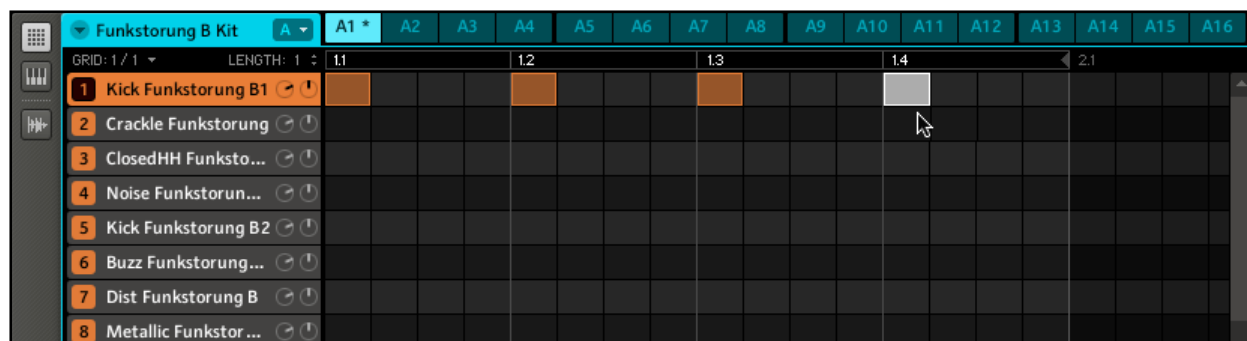 Funkstorung B Kit A A1 * A2 A3 A4 A5 A6 A7 A8 A9 A10 A11 A12 A13 A14 A15 A16
GRID: 1 / 1 LENGTH: 1 1.1 1.2 1.3 1.4 2.1
1 Kick Funkstorung B1
2 Crackle Funkstorung
3 ClosedHH Funksto...
4 Noise Funkstorun...
5 Kick Funkstorung B2
6 Buzz Funkstorung...
7 Dist Funkstorung B
8 Metallic Funkstor...